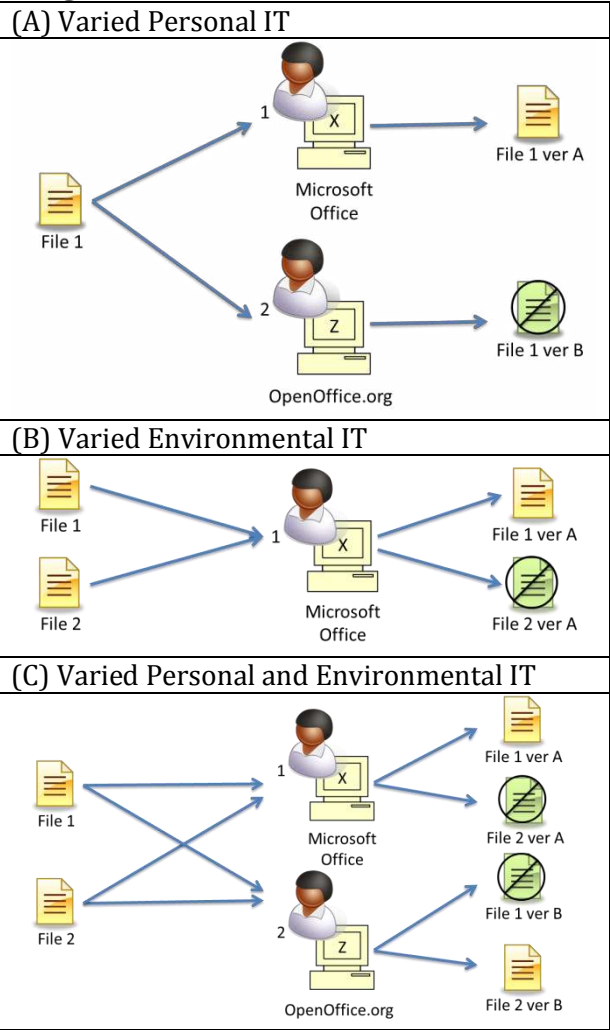 (A) Varied Personal IT
1
X
File 1 ver A
Microsoft
Office
File 1
2
Z
File 1 ver B
OpenOffice.org
(B) Varied Environmental IT
File 1
1
X
File 1 ver A
File 2
Microsoft
Office
File 2 ver A
(C) Varied Personal and Environmental IT
1
X
File 1 ver A
File 1
Microsoft
Office
File 2 ver A
File 2
2
Z
File 1 ver B
OpenOffice.org
File 2 ver B